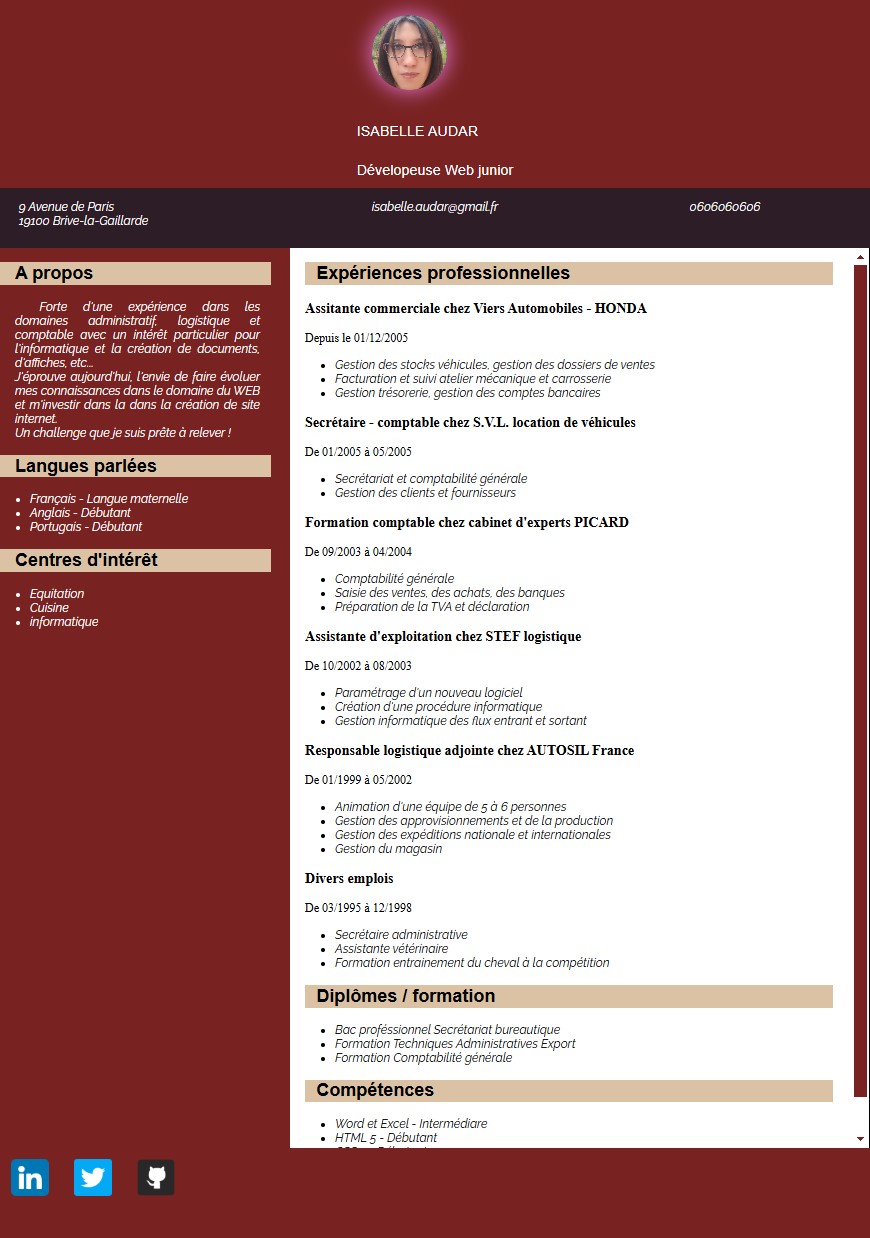 ISABELLE AUDAR
Dévelopeuse Web junior
9 Avenue de Paris
19100 Brive-la-Gaillarde
isabelle.audar@gmail.fr
0606060606
A propos
Forte d'une expérience dans les
domaines administratif, logistique et
comptable avec un intérêt particulier pour
l'informatique et la création de documents,
d'affiches, etc...
J'éprouve aujourd'hui, l'envie de faire évoluer
mes connaissances dans le domaine du WEB
et m'investir dans la dans la création de site
internet.
Un challenge que je suis prête à relever !
Langues parlées
Français - Langue maternelle
Anglais - Débutant
Portugais - Débutant
Centres d'intérêt
Equitation
Cuisine
informatique
Expériences professionnelles
Assitante commerciale chez Viers Automobiles - HONDA
Depuis le 01/12/2005
Gestion des stocks véhicules, gestion des dossiers de ventes
Facturation et suivi atelier mécanique et carrosserie
Gestion trésorerie, gestion des comptes bancaires
Secrétaire - comptable chez S.V.L. location de véhicules
De 01/2005 à 05/2005
Secrétariat et comptabilité générale
Gestion des clients et fournisseurs
Formation comptable chez cabinet d'experts PICARD
De 09/2003 à 04/2004
Comptabilité générale
Saisie des ventes, des achats, des banques
Préparation de la TVA et déclaration
Assistante d'exploitation chez STEF logistique
De 10/2002 à 08/2003
Paramétrage d'un nouveau logiciel
Création d'une procédure informatique
Gestion informatique des flux entrant et sortant
Responsable logistique adjointe chez AUTOSIL France
De 01/1999 à 05/2002
Animation d'une équipe de 5 à 6 personnes
Gestion des approvisionnements et de la production
Gestion des expéditions nationale et internationales
Gestion du magasin
Divers emplois
De 03/1995 à 12/1998
Secrétaire administrative
Assistante vétérinaire
Formation entrainement du cheval à la compétition
Diplômes / formation
Bac proféssionnel Secrétariat bureautique
Formation Techniques Administratives Export
Formation Comptabilité générale
Compétences
Word et Excel - Intermédiare
HTML 5 - Débutant
in